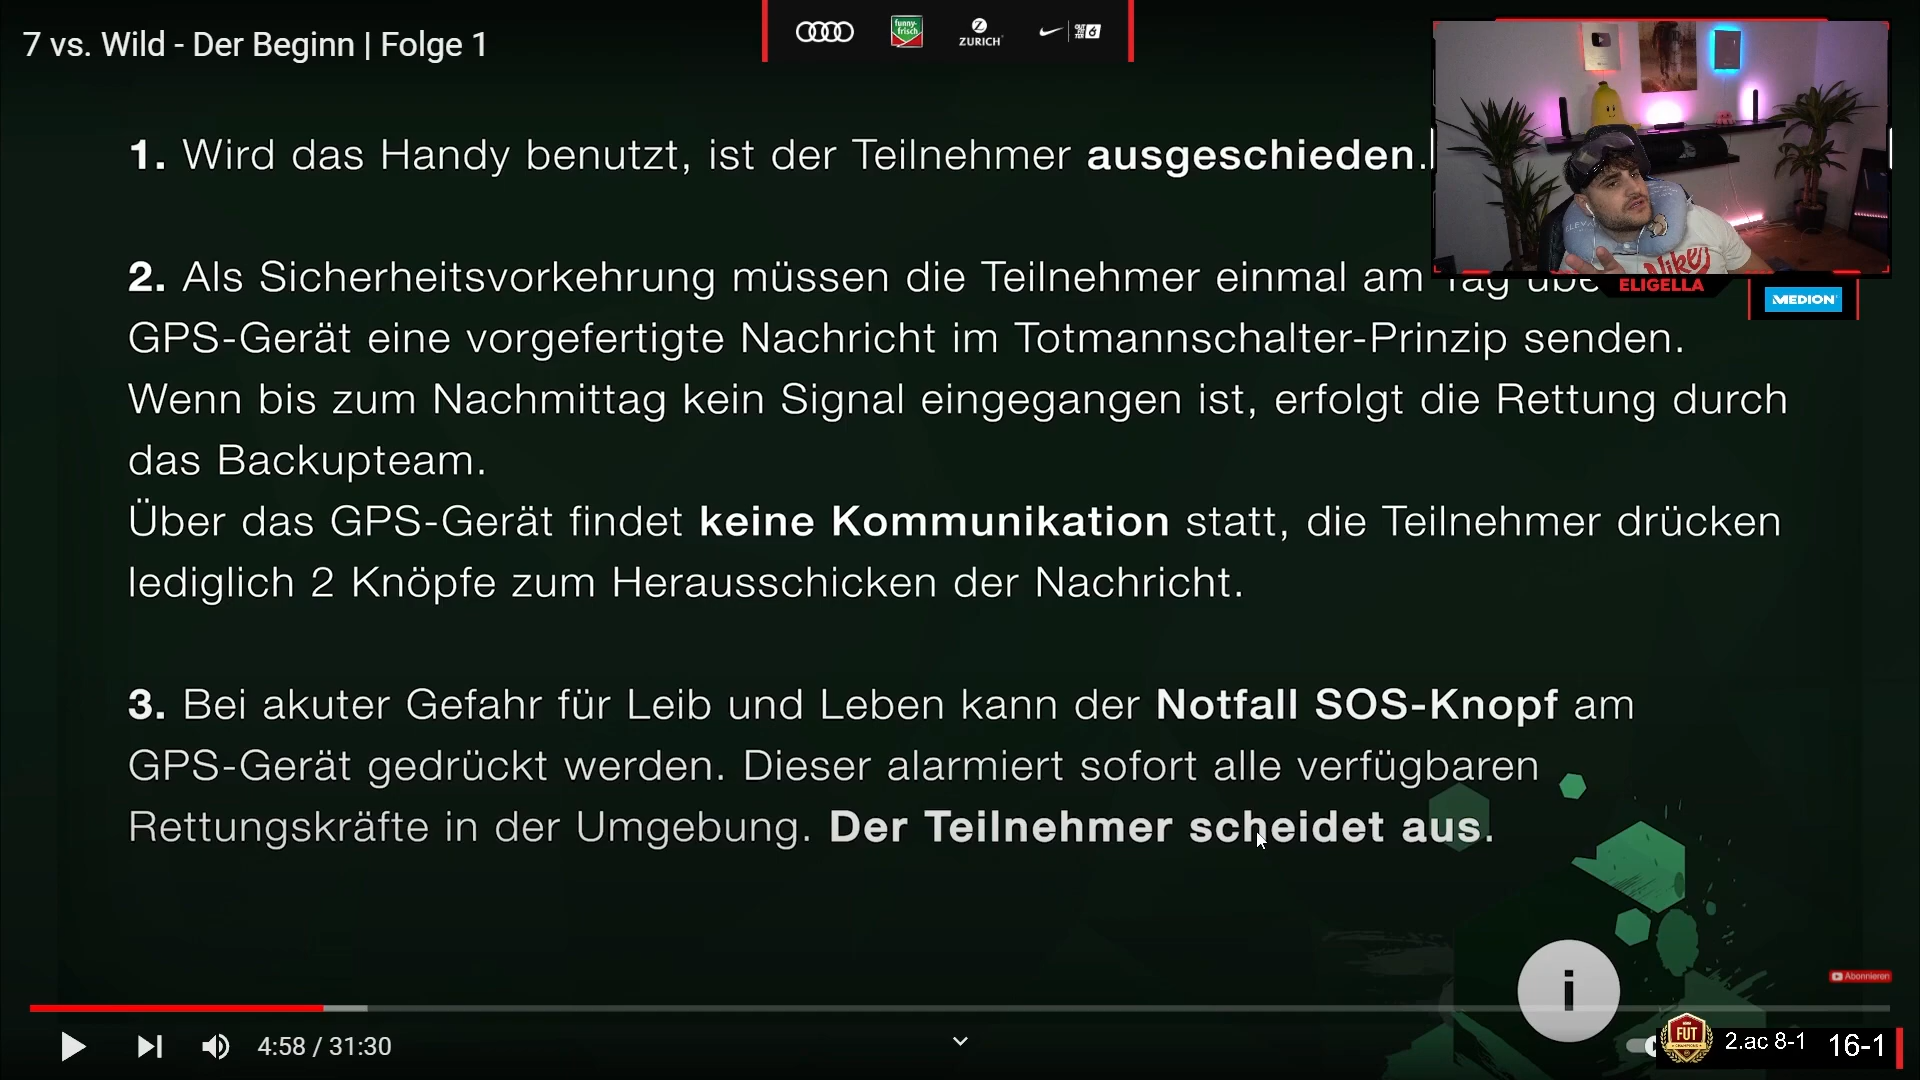 7 vs. Wild - Der Beginn | Folge 1
funny-frisch
ZURICH
1. Wird das Handy benutzt, ist der Teilnehmer ausgeschieden.
2. Als Sicherheitsvorkehrung müssen die Teilnehmer einmal am Tag
GPS-Gerät eine vorgefertigte Nachricht im Totmannschalter-Prinzip senden.
Wenn bis zum Nachmittag kein Signal eingegangen ist, erfolgt die Rettung durch
das Backupteam.
Über das GPS-Gerät findet keine Kommunikation statt, die Teilnehmer drücken
lediglich 2 Knöpfe zum Herausschicken der Nachricht.
3. Bei akuter Gefahr für Leib und Leben kann der Notfall SOS-Knopf am
GPS-Gerät gedrückt werden. Dieser alarmiert sofort alle verfügbaren
Rettungskräfte in der Umgebung. Der Teilnehmer scheidet aus.
Nike
ELIGELLA
MEDION
i
Abonnieren
4:58 / 31:30
FUT
2.ac 8-1
16-1